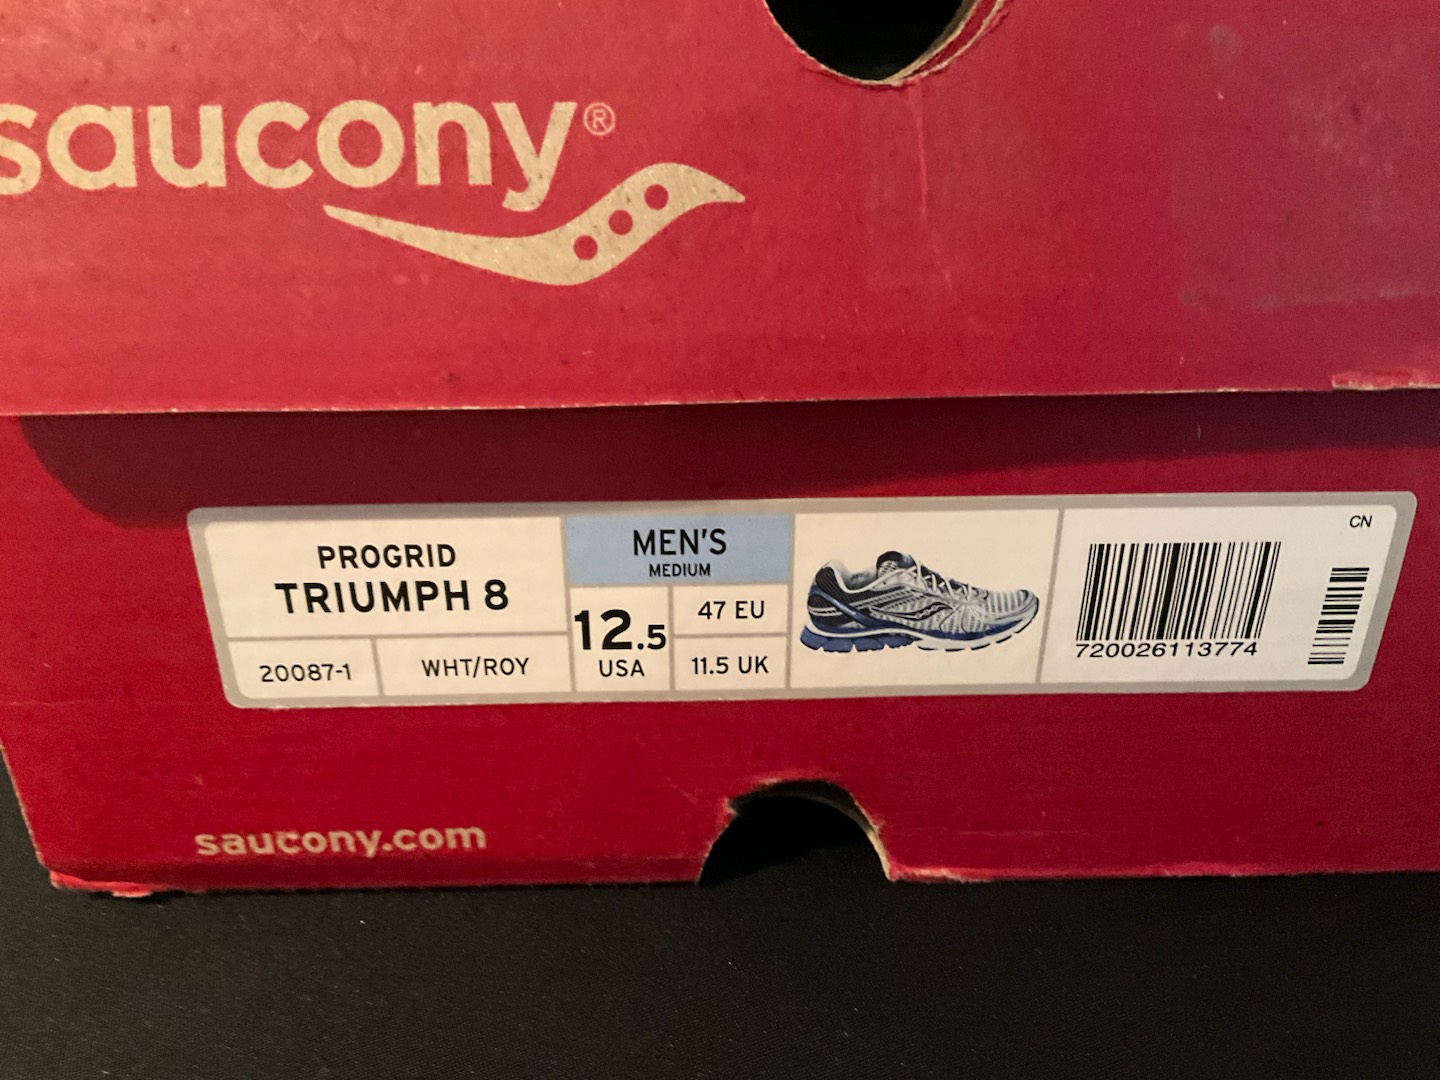 saucony®
PROGRID
TRIUMPH 8
20087-1
WHT/ROY
MEN'S
MEDIUM
12.5
USA
47 EU
11.5 UK
CN
720026113774
saucony.com